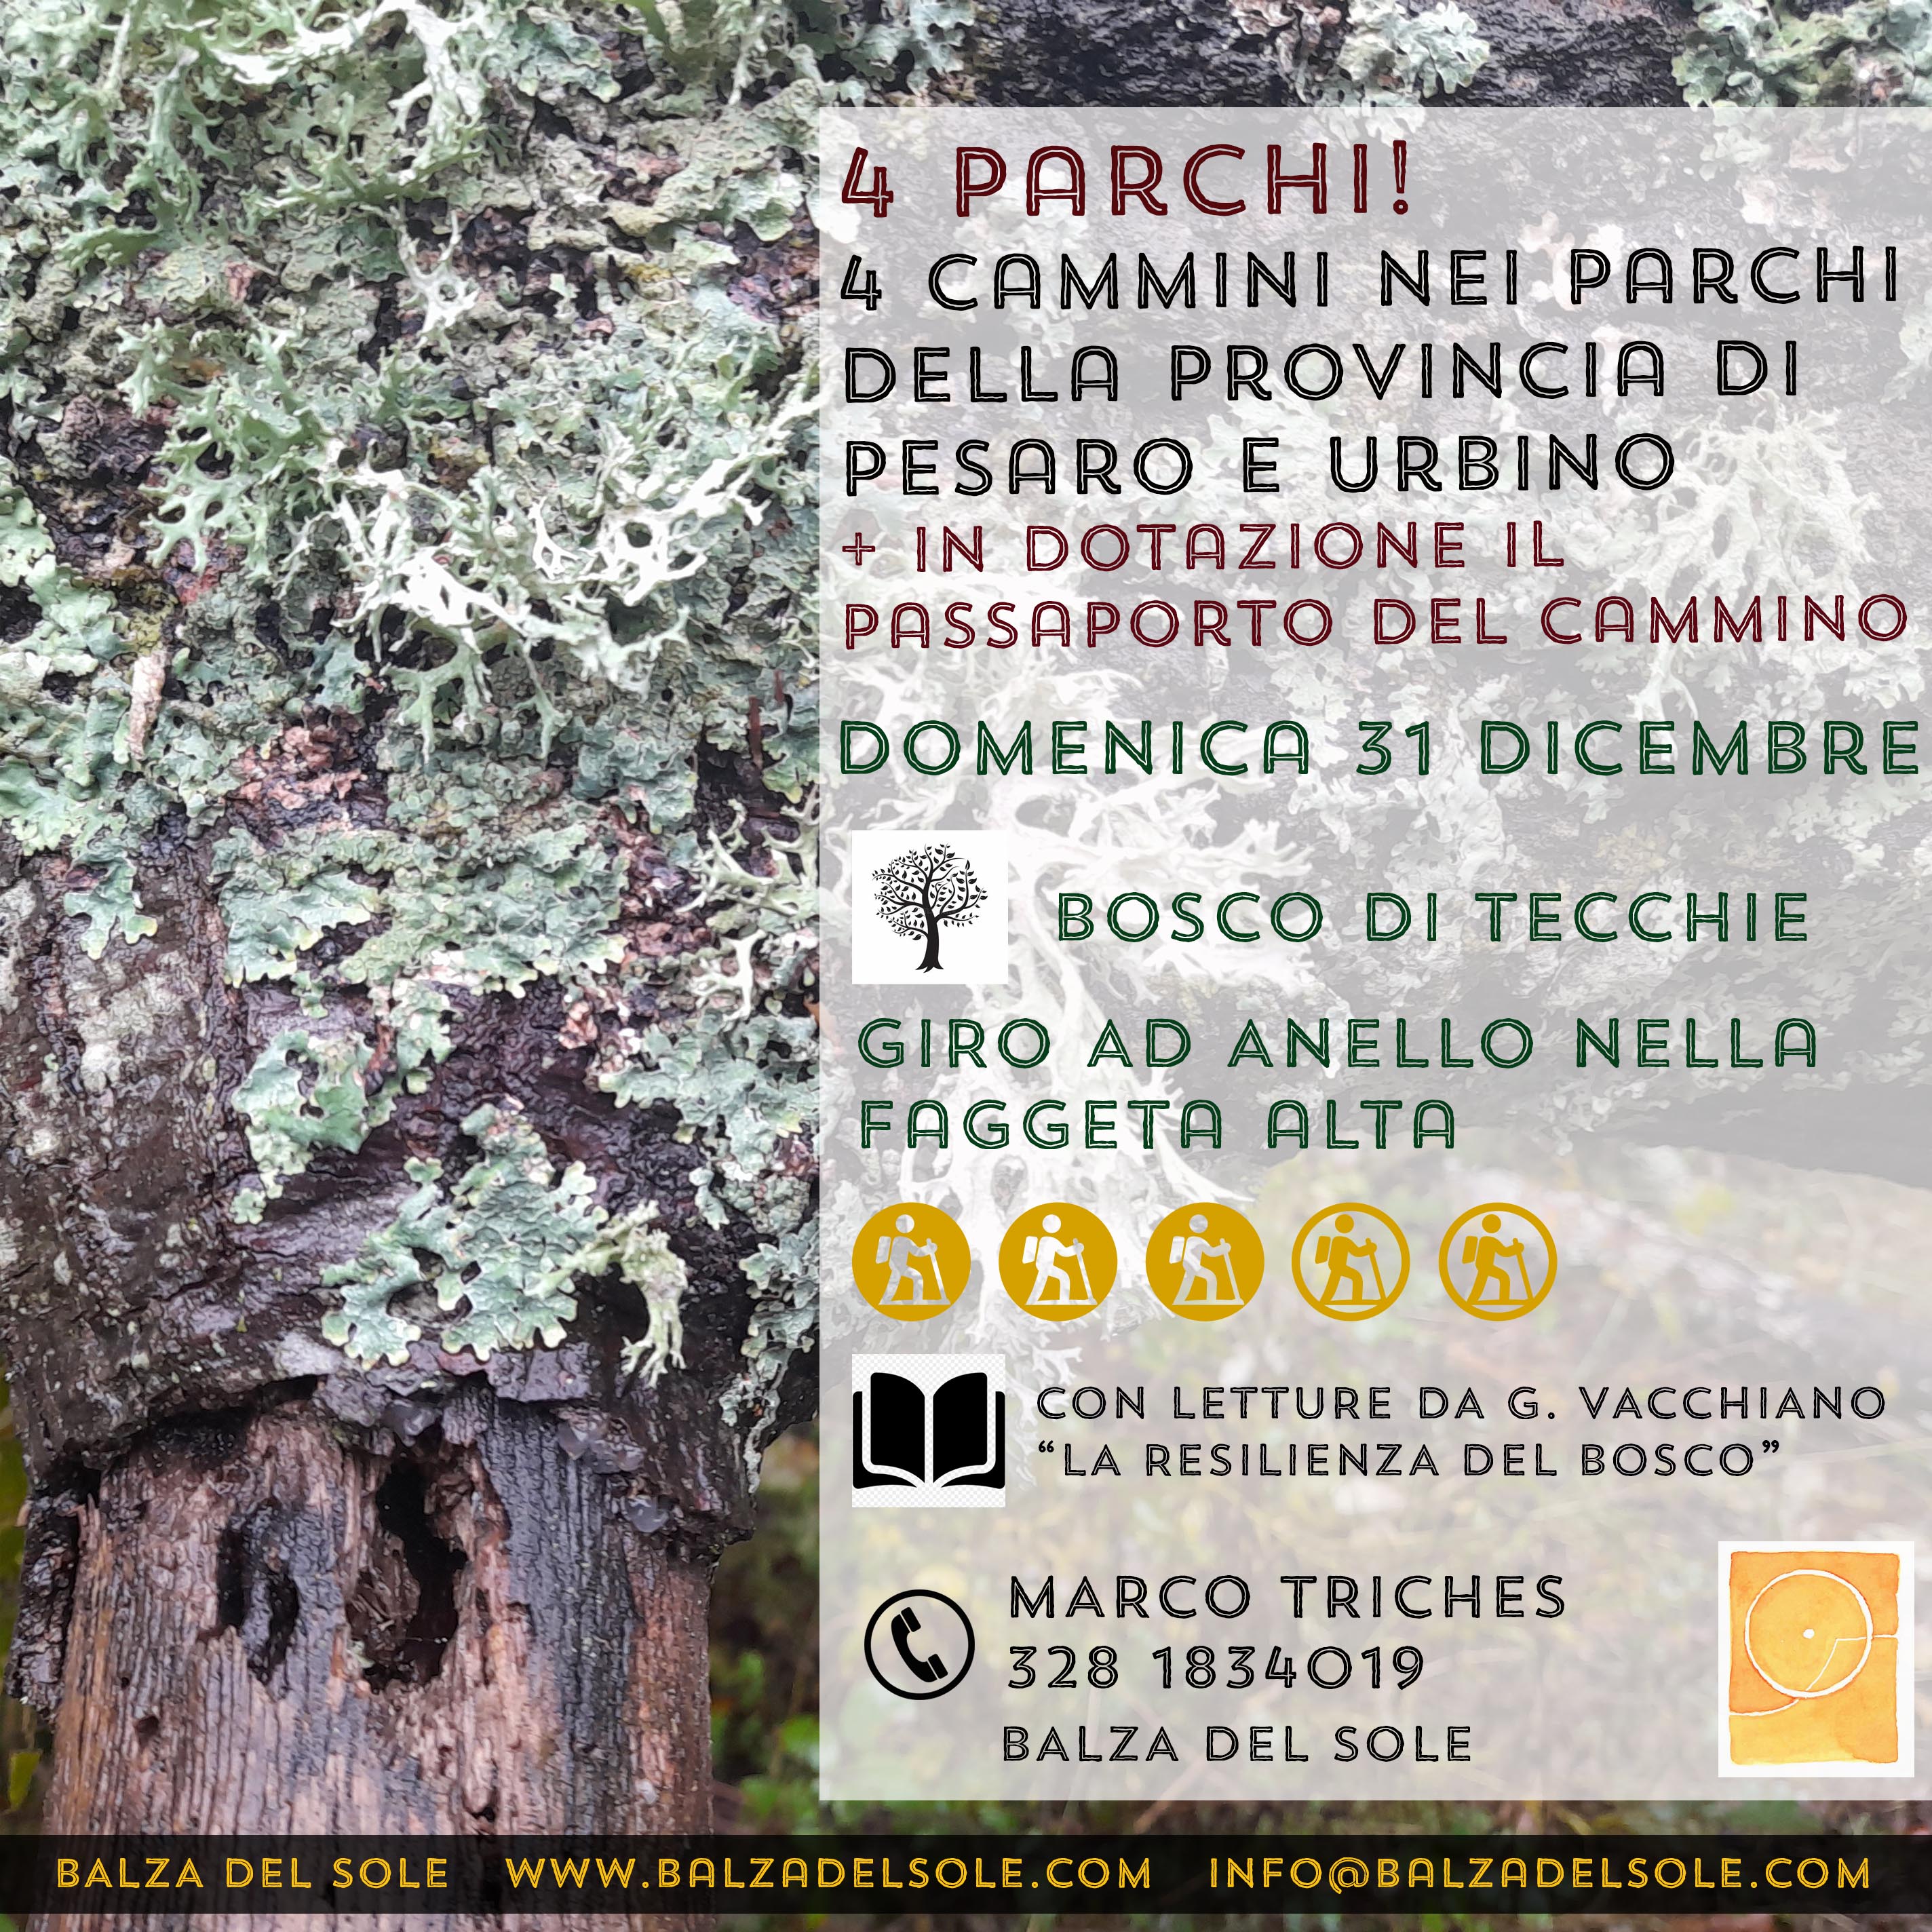 4 PARCHI!
4 CAMMINI NEI PARCHI
DELLA PROVINCIA DI
PESARO E URBINO
+ IN DOTAZIONE IL
PASSAPORTO DEL CAMMINO
DOMENICA 31 DICEMBRE
BOSCO DI TECCHIE
GIRO AD ANELLO NELLA
FAGGETA ALTA
CON LETTURE DA G. VACCHIANO
“LA RESILIENZA DEL BOSCO”
MARCO TRICHES
328 1834019
BALZA DEL SOLE
BALZA DEL SOLE WWW.BALZADELSOLE.COM INFO@BALZADELSOLE.COM